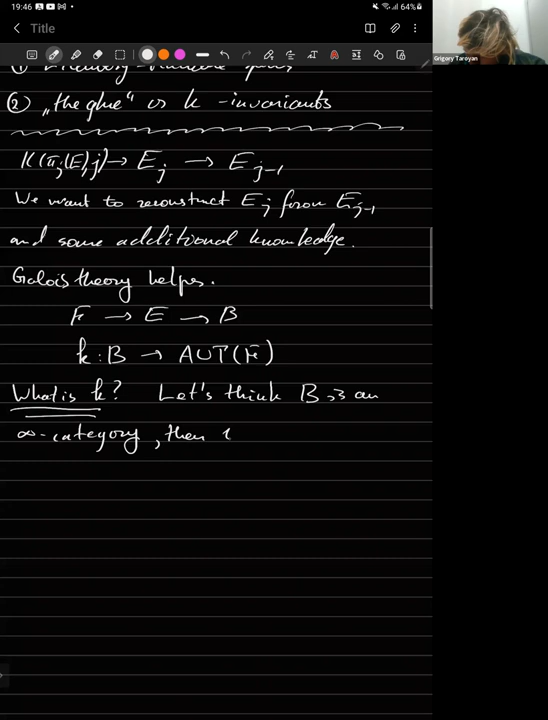 19:46
64%
Title
Grigory Taroyan
② „the glue“ or k-invariants
K(π_j(E), j) → E_j → E_{j-1}
We want to reconstruct E_j from E_{j-1}
and some additional knowledge.
Galois theory helps.
F → E → B
k: B → AUT(F)
What is k? Let's think B is an
∞-category, then